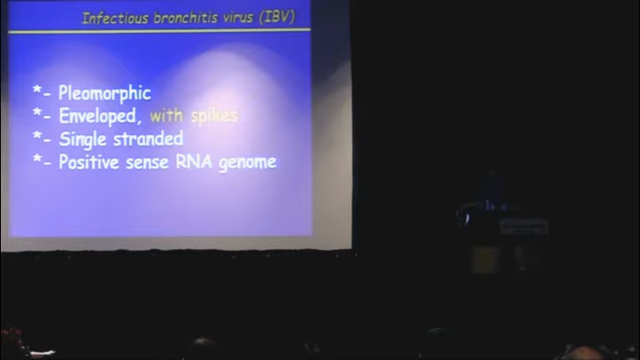 Infectious bronchitis virus (IBV)
*- Pleomorphic
*- Enveloped, with spikes
*- Single stranded
*- Positive sense RNA genome